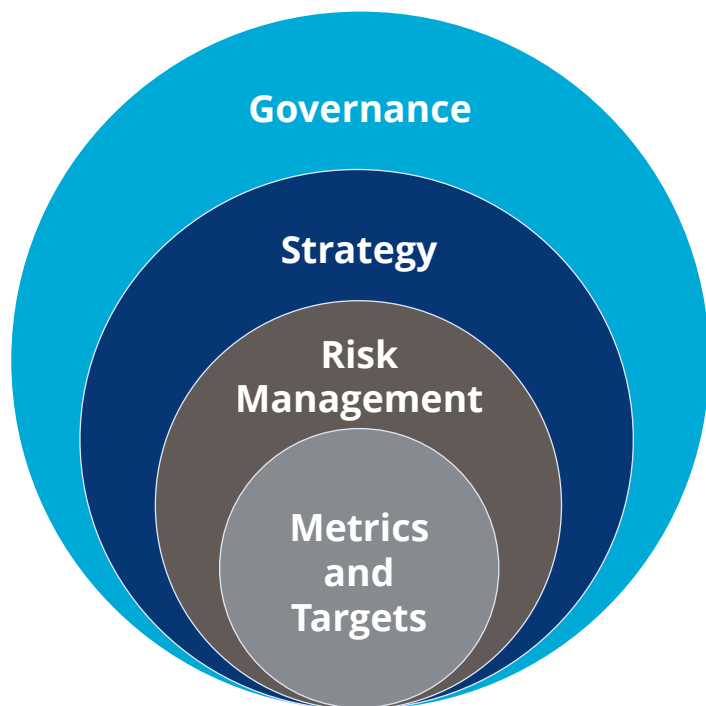 Governance
Strategy
Risk
Management
Metrics
and
Targets